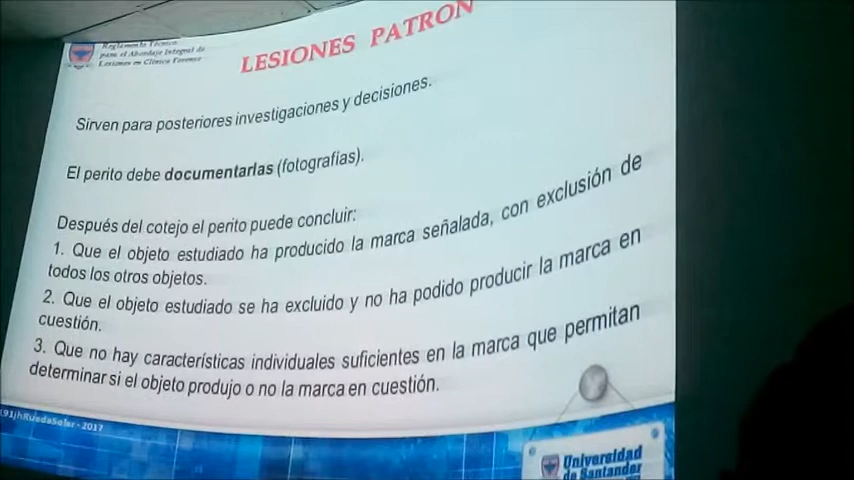 Reglamento Técnico
para el Abordaje Integral de
Lesiones en Clínica Forense
LESIONES PATRON
Sirven para posteriores investigaciones y decisiones.
El perito debe documentarlas (fotografías).
Después del cotejo el perito puede concluir:
1. Que el objeto estudiado ha producido la marca señalada, con exclusión de
todos los otros objetos.
2. Que el objeto estudiado se ha excluido y no ha podido producir la marca en
cuestión.
3. Que no hay características individuales suficientes en la marca que permitan
determinar si el objeto produjo o no la marca en cuestión.
2017
Universidad
de Santander